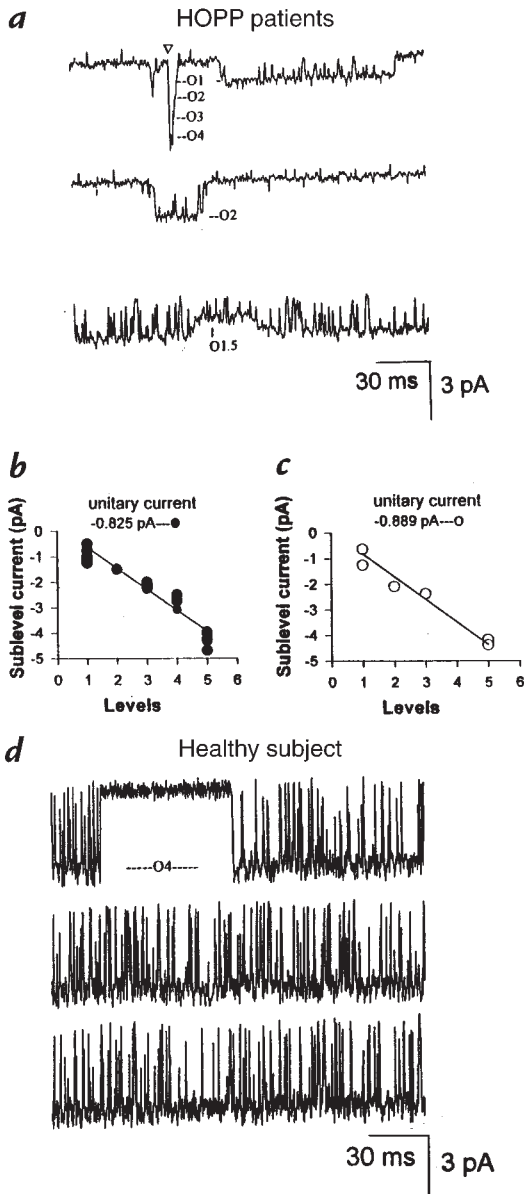 a HOPP patients
--O1
--O2
--O3
--O4
--O2
O1.5
30 ms 3 pA
b
unitary current
-0.825 pA---●
Sublevel current (pA)
0
-1
-2
-3
-4
-5
0 1 2 3 4 5 6
Levels
c
unitary current
-0.889 pA---○
Sublevel current (pA)
0
-1
-2
-3
-4
-5
0 1 2 3 4 5 6
Levels
d Healthy subject
-----O4-----
30 ms 3 pA